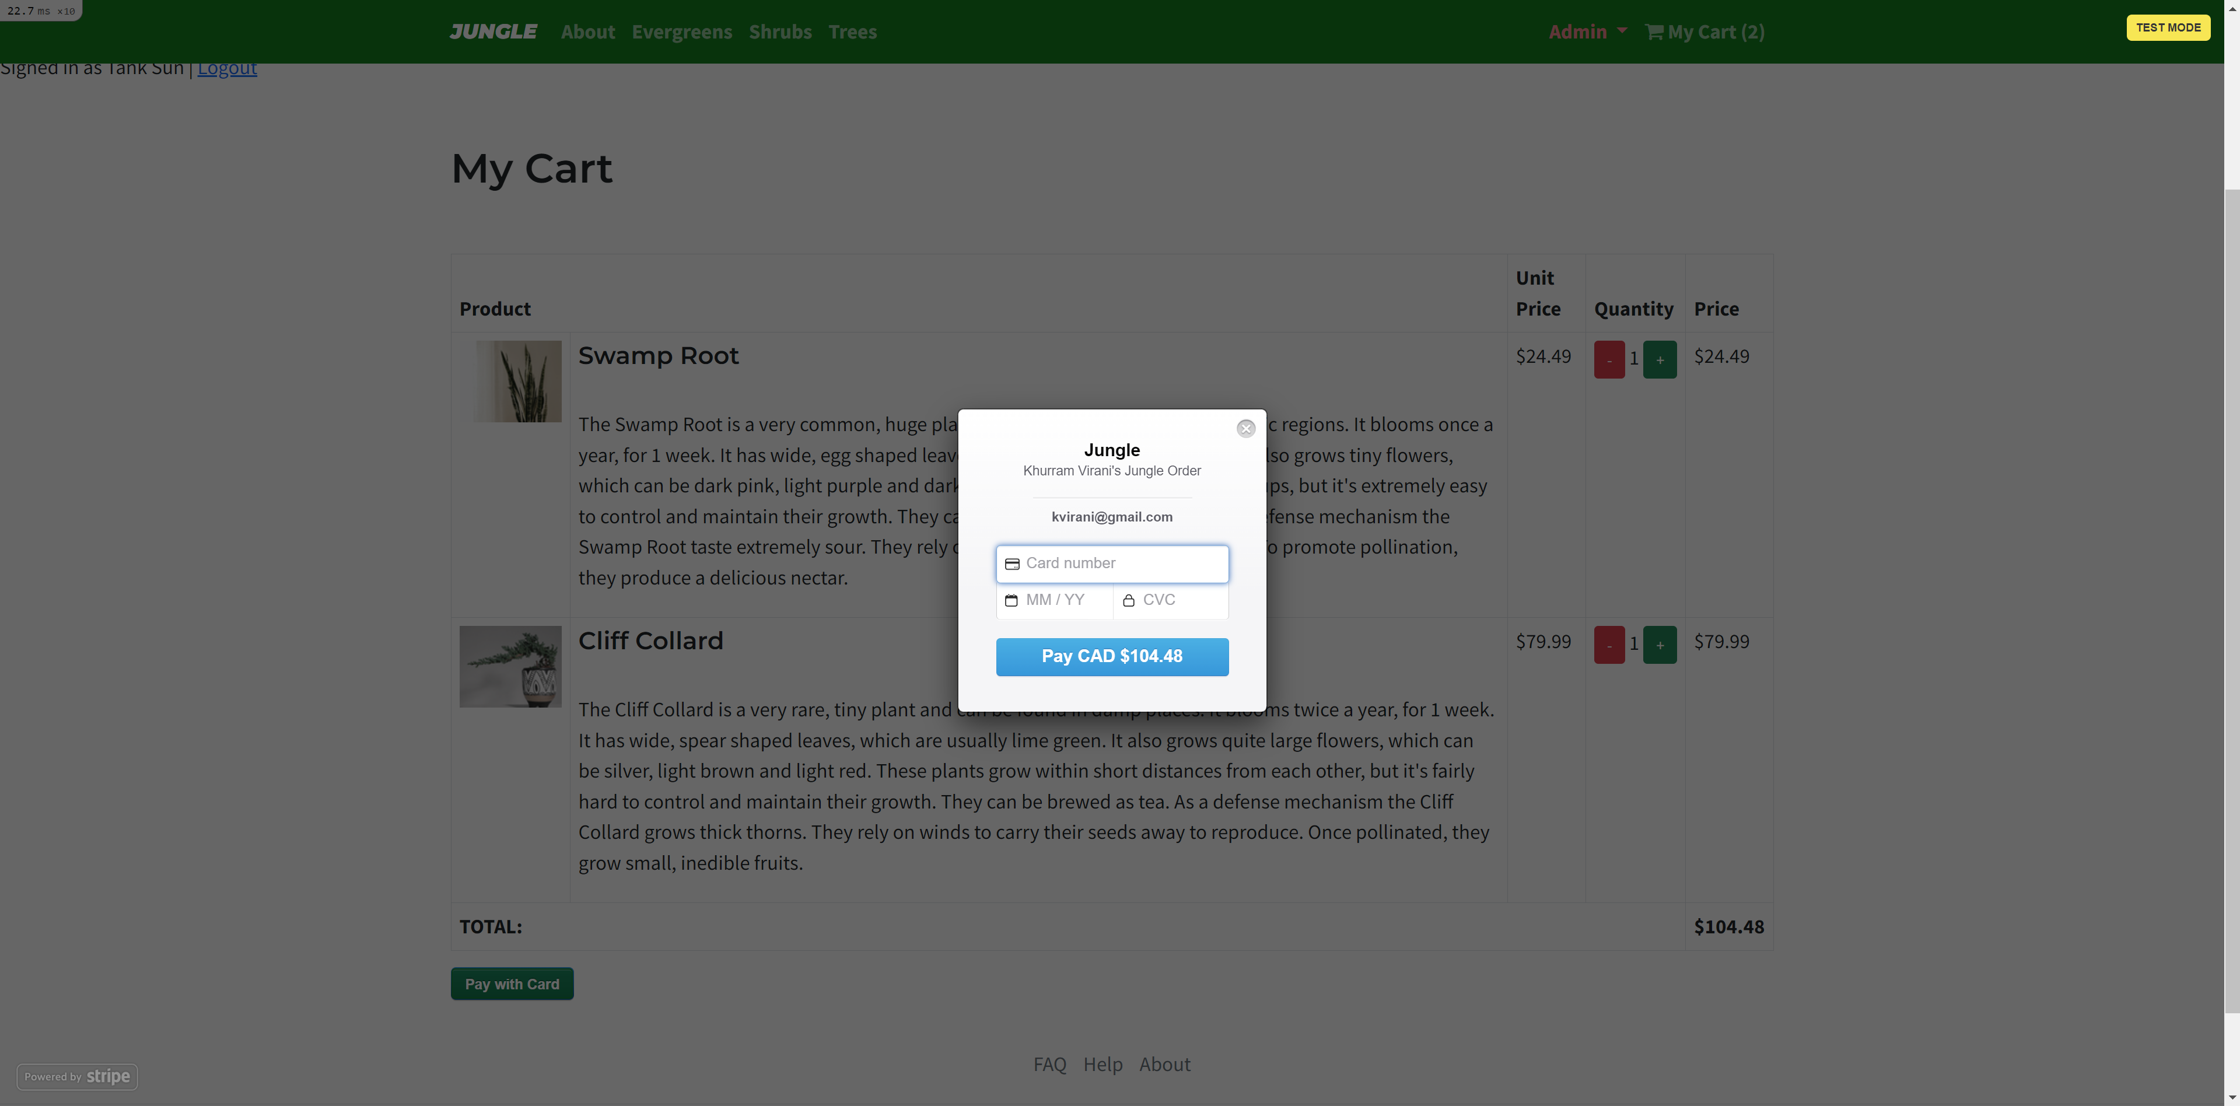 22.7 ms ×10
JUNGLE About Evergreens Shrubs Trees Admin My Cart (2) TEST MODE
Signed in as Tank Sun | Logout
My Cart
Product Unit Price Quantity Price
Swamp Root $24.49 - 1 + $24.49
The Swamp Root is a very common, huge pla
c regions. It blooms once a
year, for 1 week. It has wide, egg shaped leav
lso grows tiny flowers,
which can be dark pink, light purple and dark
ps, but it's extremely easy
to control and maintain their growth. They ca
fense mechanism the
Swamp Root taste extremely sour. They rely
o promote pollination,
they produce a delicious nectar.
Jungle
Khurram Virani's Jungle Order
kvirani@gmail.com
Card number
MM / YY CVC
Pay CAD $104.48
Cliff Collard $79.99 - 1 + $79.99
The Cliff Collard is a very rare, tiny plant and can be found in damp places. It blooms twice a year, for 1 week.
It has wide, spear shaped leaves, which are usually lime green. It also grows quite large flowers, which can
be silver, light brown and light red. These plants grow within short distances from each other, but it's fairly
hard to control and maintain their growth. They can be brewed as tea. As a defense mechanism the Cliff
Collard grows thick thorns. They rely on winds to carry their seeds away to reproduce. Once pollinated, they
grow small, inedible fruits.
TOTAL: $104.48
Pay with Card
FAQ Help About
Powered by stripe